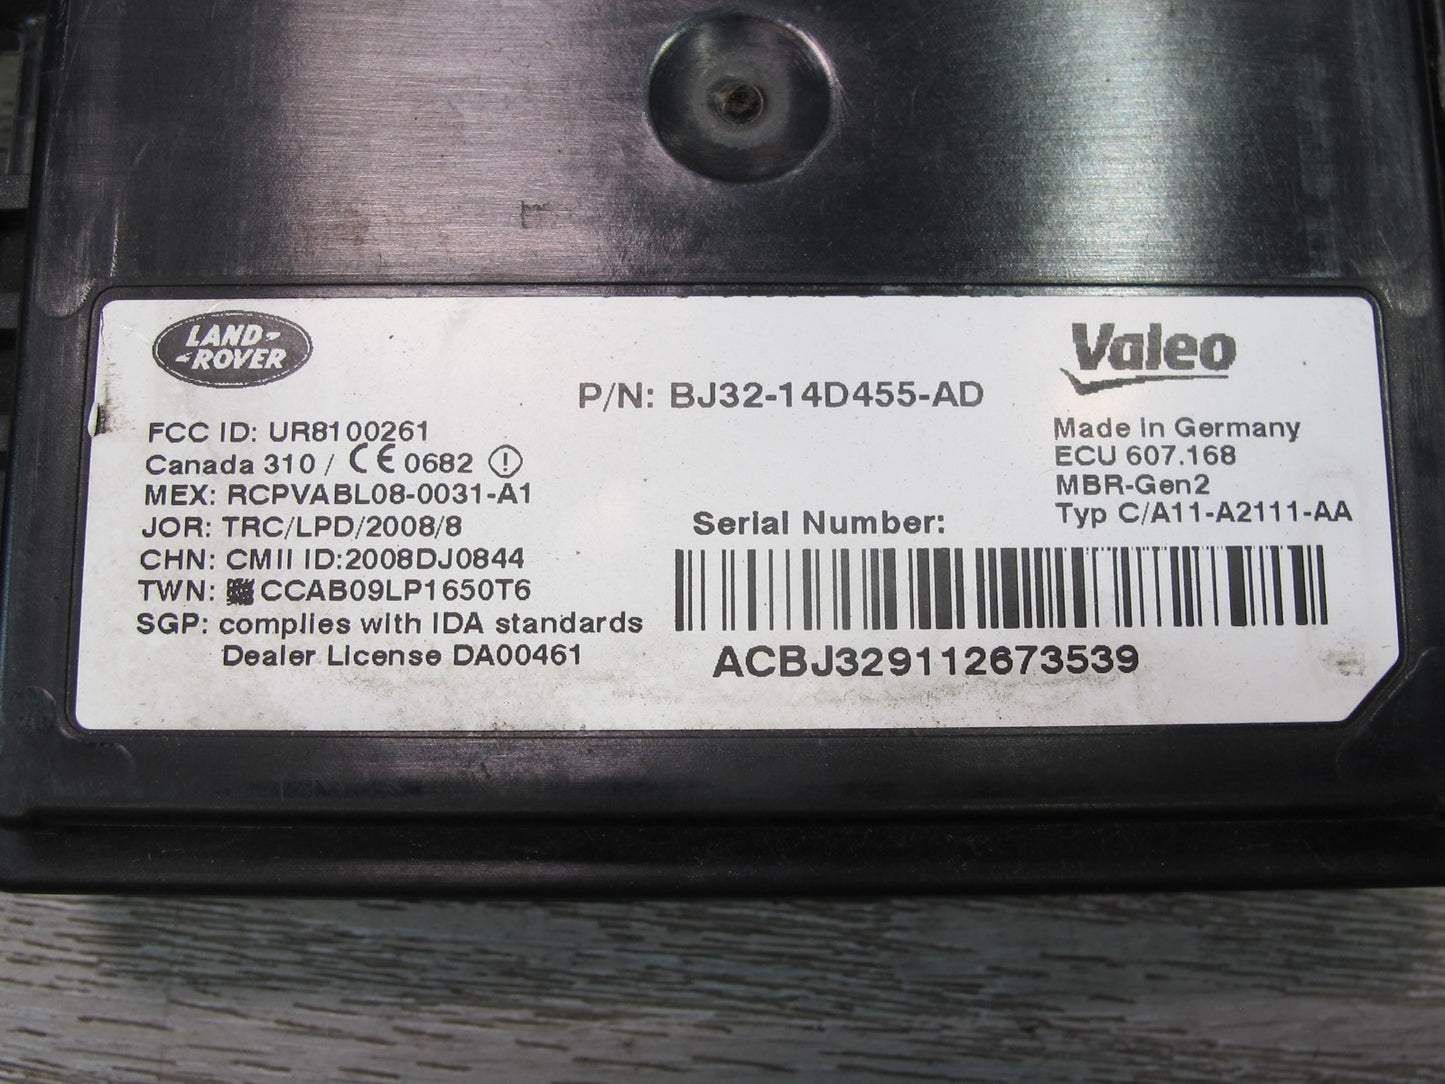 LAND
ROVER
P/N: BJ32-14D455-AD
Valeo
FCC ID: UR8100261
Canada 310 / CE 0682
MEX: RCPVABL08-0031-A1
JOR: TRC/LPD/2008/8
CHN: CMII ID:2008DJ0844
TWN: CCAB09LP1650T6
SGP: complies with IDA standards
Dealer License DA00461
Made in Germany
ECU 607.168
MBR-Gen2
Typ C/A11-A2111-AA
Serial Number:
ACBJ329112673539